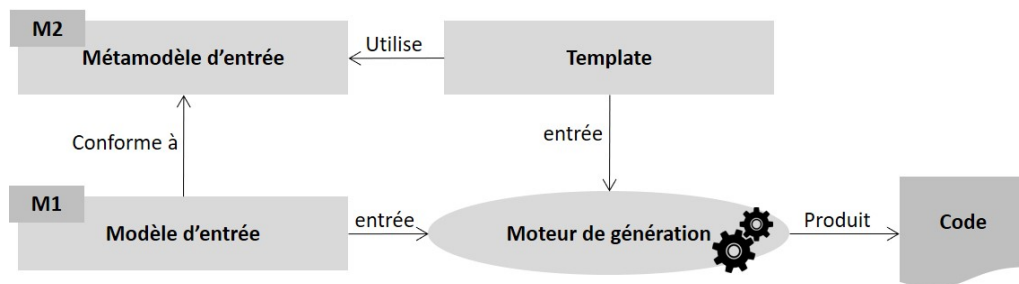 M2
Métamodèle d'entrée
Utilise
Template
Conforme à
entrée
M1
Modèle d'entrée
entrée
Moteur de génération
Produit
Code